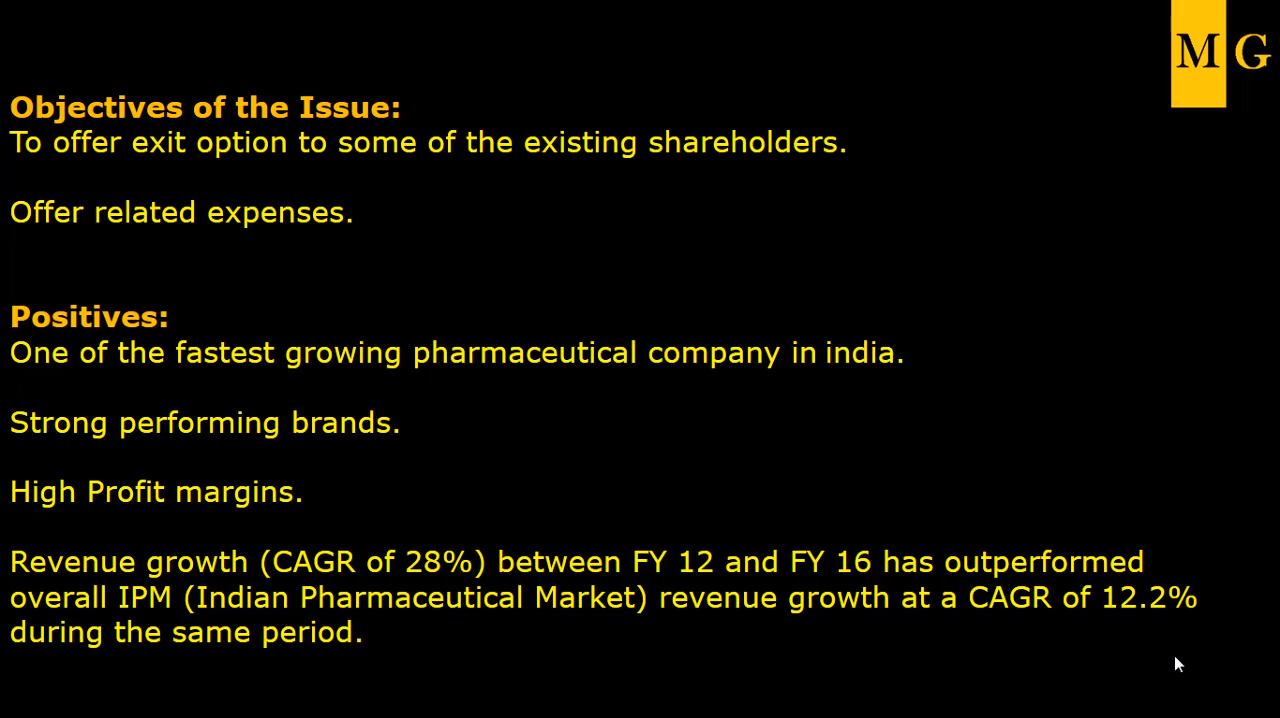 M G
Objectives of the Issue:
To offer exit option to some of the existing shareholders.
Offer related expenses.
Positives:
One of the fastest growing pharmaceutical company in india.
Strong performing brands.
High Profit margins.
Revenue growth (CAGR of 28%) between FY 12 and FY 16 has outperformed
overall IPM (Indian Pharmaceutical Market) revenue growth at a CAGR of 12.2%
during the same period.